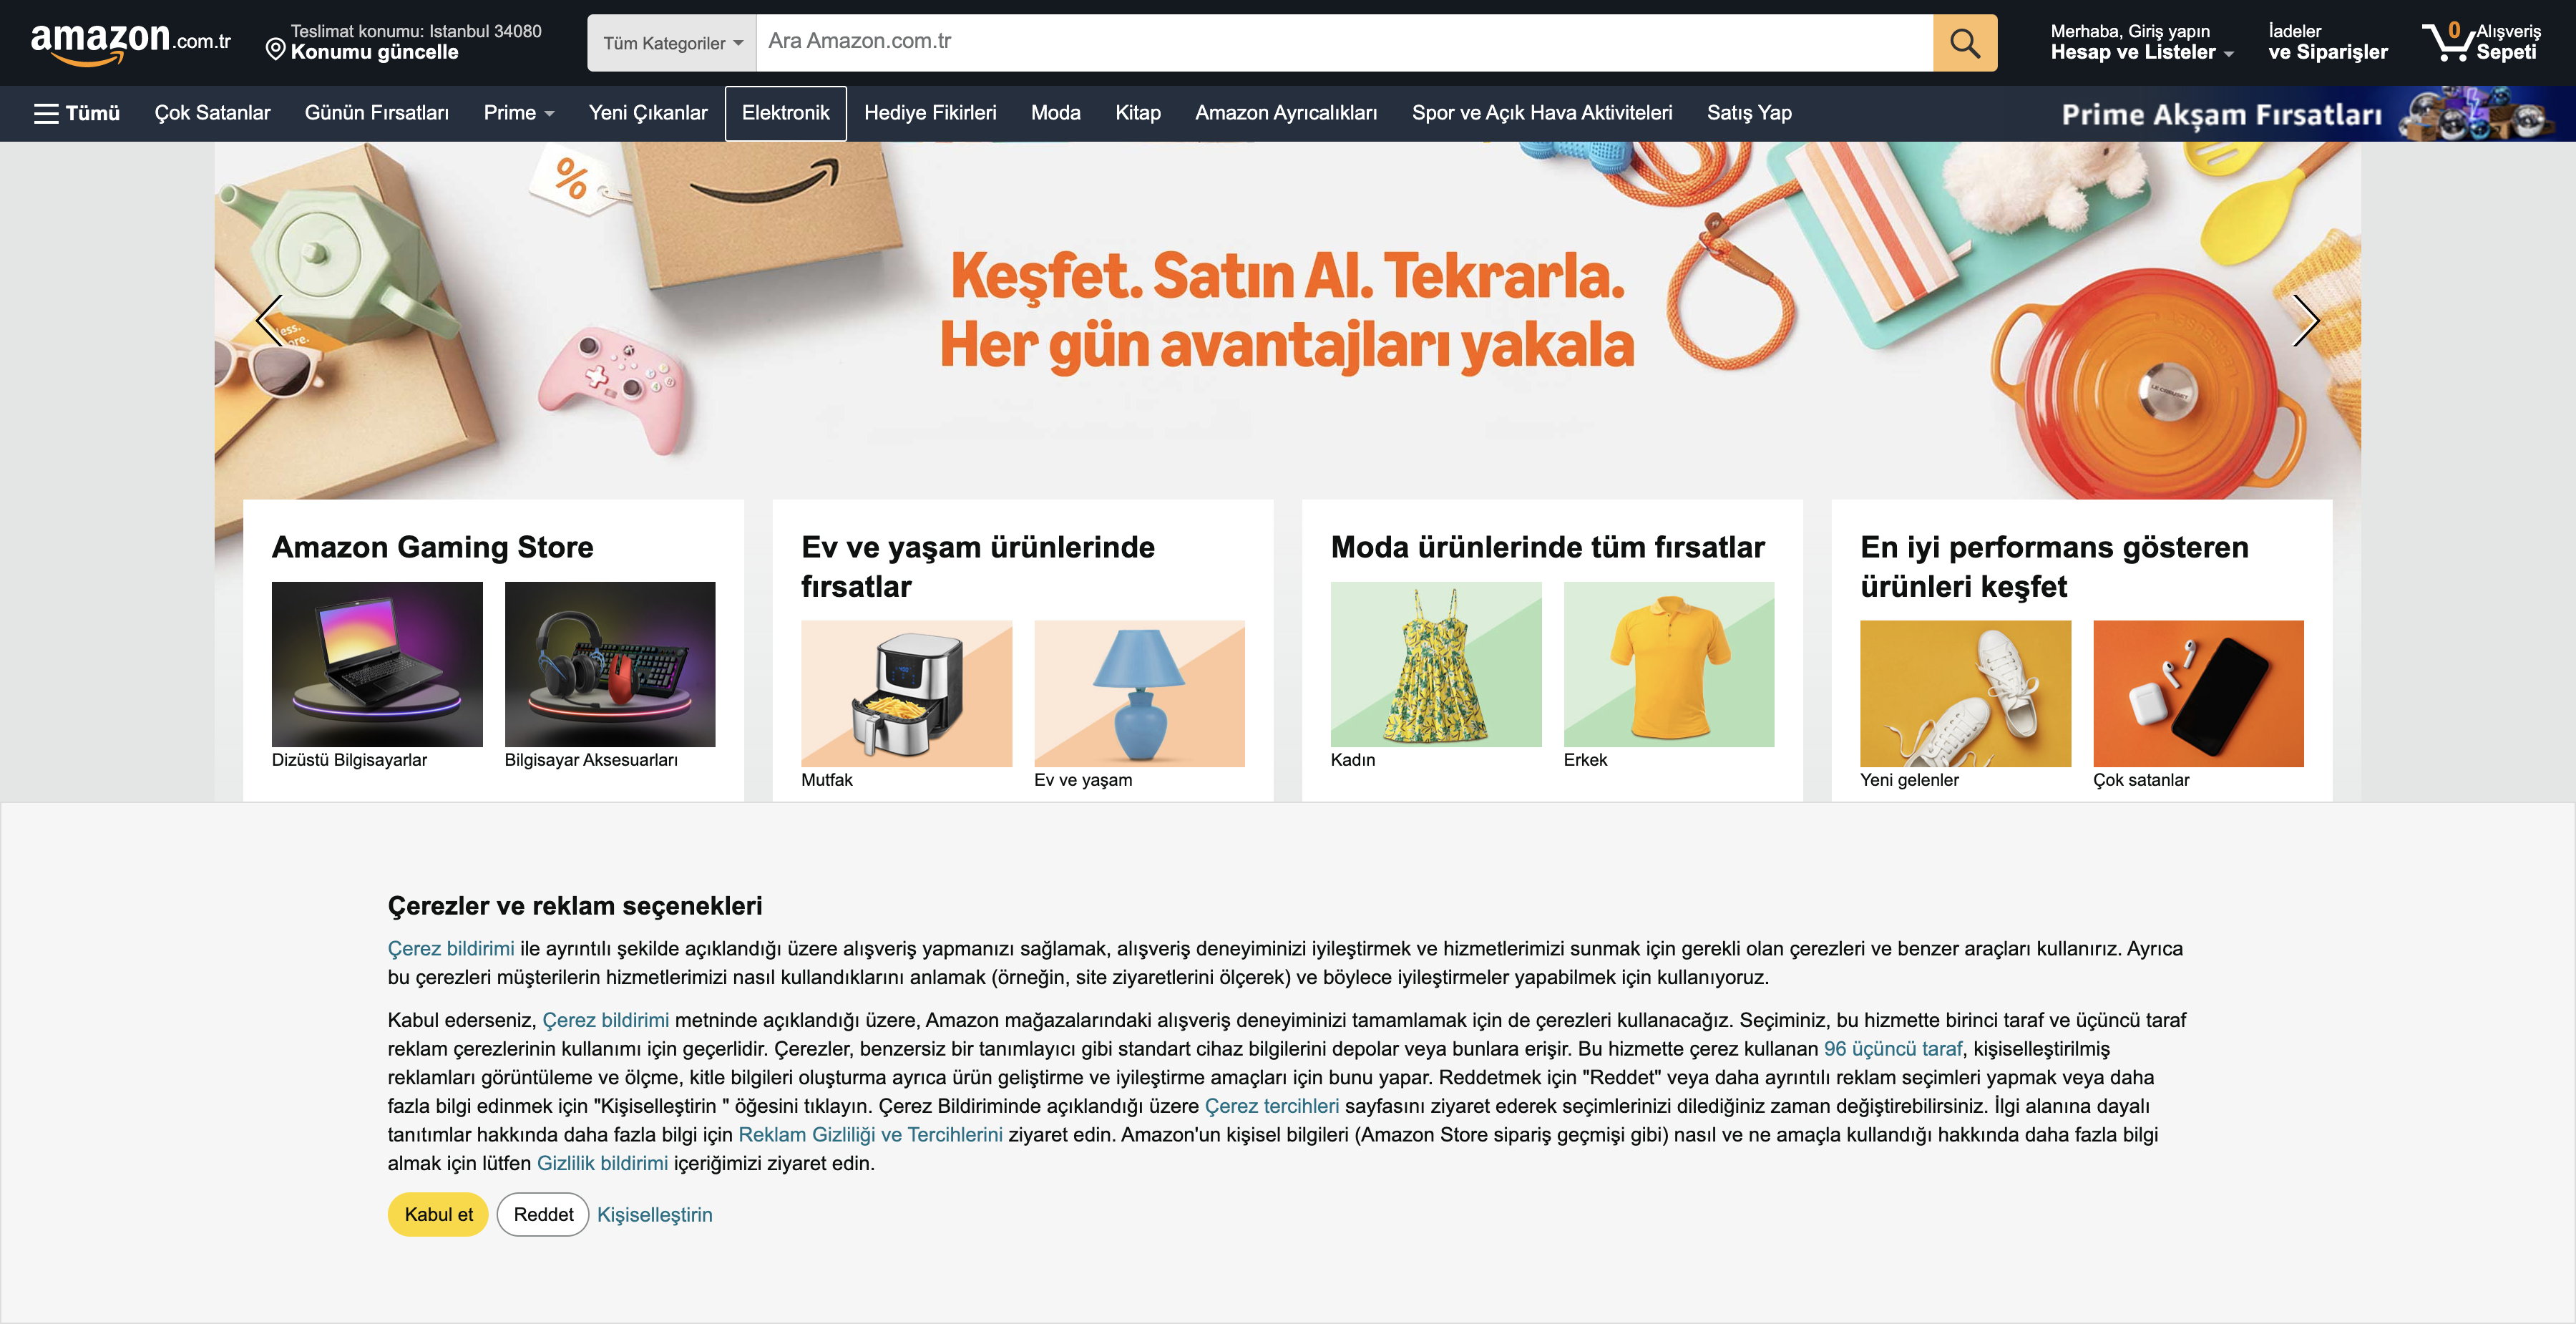 amazon.com.tr
Teslimat konumu: Istanbul 34080
Konumu güncelle
Tüm Kategoriler
Ara Amazon.com.tr
Merhaba, Giriş yapın
Hesap ve Listeler
İadeler
ve Siparişler
0
Alışveriş
Sepeti
Tümü
Çok Satanlar
Günün Fırsatları
Prime
Yeni Çıkanlar
Elektronik
Hediye Fikirleri
Moda
Kitap
Amazon Ayrıcalıkları
Spor ve Açık Hava Aktiviteleri
Satış Yap
Prime Akşam Fırsatları
%
Keşfet. Satın Al. Tekrarla.
Her gün avantajları yakala
less.
LE CREUSET
Amazon Gaming Store
Dizüstü Bilgisayarlar
Bilgisayar Aksesuarları
Ev ve yaşam ürünlerinde
fırsatlar
Mutfak
Ev ve yaşam
Moda ürünlerinde tüm fırsatlar
Kadın
Erkek
En iyi performans gösteren
ürünleri keşfet
Yeni gelenler
Çok satanlar
Çerezler ve reklam seçenekleri
Çerez bildirimi ile ayrıntılı şekilde açıklandığı üzere alışveriş yapmanızı sağlamak, alışveriş deneyiminizi iyileştirmek ve hizmetlerimizi sunmak için gerekli olan çerezleri ve benzer araçları kullanırız. Ayrıca
bu çerezleri müşterilerin hizmetlerimizi nasıl kullandıklarını anlamak (örneğin, site ziyaretlerini ölçerek) ve böylece iyileştirmeler yapabilmek için kullanıyoruz.
Kabul ederseniz, Çerez bildirimi metninde açıklandığı üzere, Amazon mağazalarındaki alışveriş deneyiminizi tamamlamak için de çerezleri kullanacağız. Seçiminiz, bu hizmette birinci taraf ve üçüncü taraf
reklam çerezlerinin kullanımı için geçerlidir. Çerezler, benzersiz bir tanımlayıcı gibi standart cihaz bilgilerini depolar veya bunlara erişir. Bu hizmette çerez kullanan 96 üçüncü taraf, kişiselleştirilmiş
reklamları görüntüleme ve ölçme, kitle bilgileri oluşturma ayrıca ürün geliştirme ve iyileştirme amaçları için bunu yapar. Reddetmek için "Reddet" veya daha ayrıntılı reklam seçimleri yapmak veya daha
fazla bilgi edinmek için "Kişiselleştirin " öğesini tıklayın. Çerez Bildiriminde açıklandığı üzere Çerez tercihleri sayfasını ziyaret ederek seçimlerinizi dilediğiniz zaman değiştirebilirsiniz. İlgi alanına dayalı
tanıtımlar hakkında daha fazla bilgi için Reklam Gizliliği ve Tercihlerini ziyaret edin. Amazon'un kişisel bilgileri (Amazon Store sipariş geçmişi gibi) nasıl ve ne amaçla kullandığı hakkında daha fazla bilgi
almak için lütfen Gizlilik bildirimi içeriğimizi ziyaret edin.
Kabul et
Reddet
Kişiselleştirin